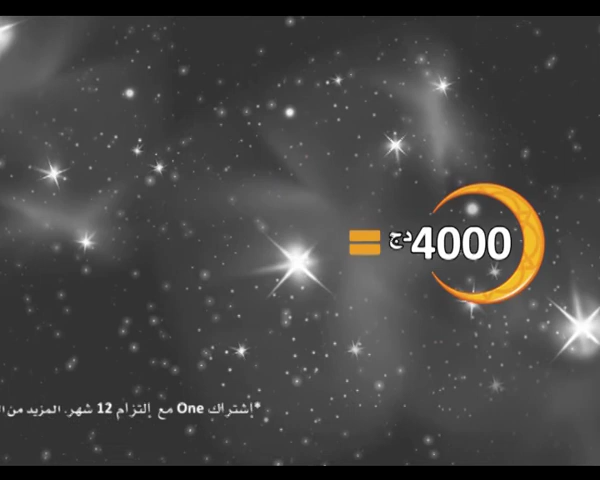 4000 دج =
*إشتراك One مع إلتزام 12 شهر. المزيد من